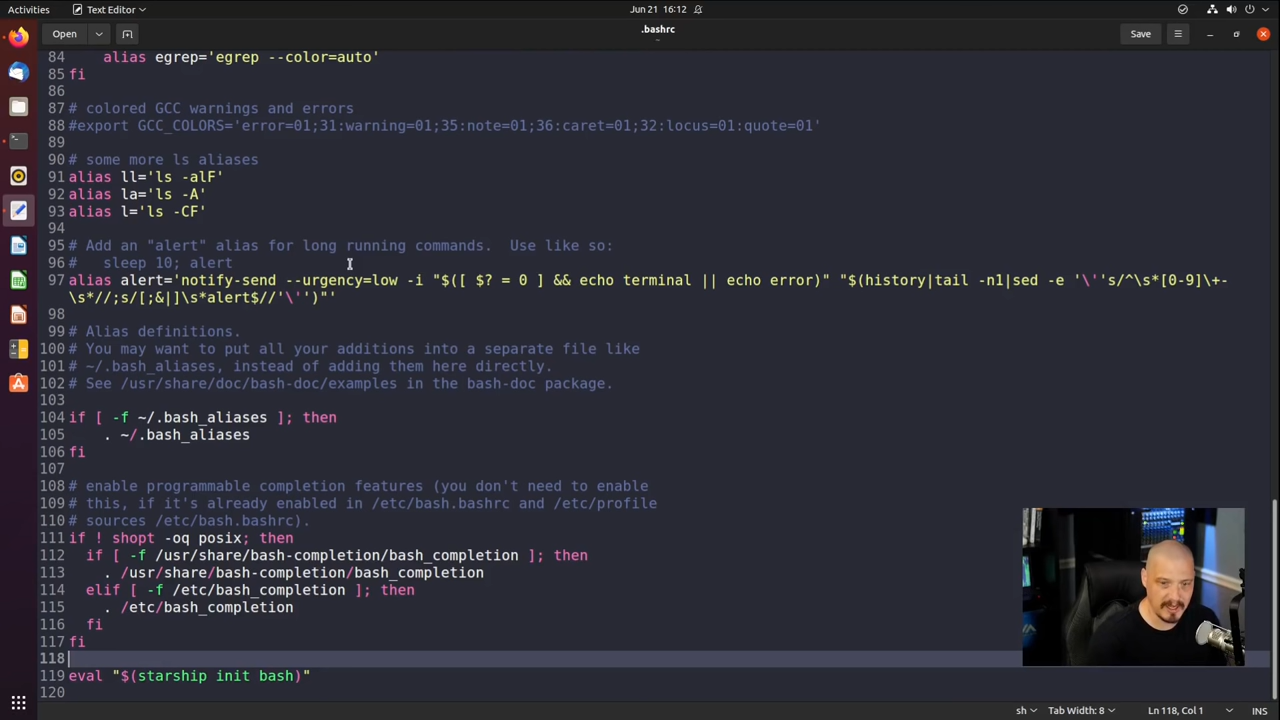 Activities
Text Editor
Jun 21 16:12
Open
.bashrc
Save
84 alias egrep='egrep --color=auto'
85 fi
86
87 # colored GCC warnings and errors
88 #export GCC_COLORS='error=01;31:warning=01;35:note=01;36:caret=01;32:locus=01:quote=01'
89
90 # some more ls aliases
91 alias ll='ls -alF'
92 alias la='ls -A'
93 alias l='ls -CF'
94
95 # Add an "alert" alias for long running commands.  Use like so:
96 #   sleep 10; alert
97 alias alert='notify-send --urgency=low -i "$([ $? = 0 ] && echo terminal || echo error)" "$(history|tail -n1|sed -e '\''s/^\s*[0-9]\+-
\s*//;s/[;&|]\s*alert$//'\'')"'
98
99 # Alias definitions.
100 # You may want to put all your additions into a separate file like
101 # ~/.bash_aliases, instead of adding them here directly.
102 # See /usr/share/doc/bash-doc/examples in the bash-doc package.
103
104 if [ -f ~/.bash_aliases ]; then
105     . ~/.bash_aliases
106 fi
107
108 # enable programmable completion features (you don't need to enable
109 # this, if it's already enabled in /etc/bash.bashrc and /etc/profile
110 # sources /etc/bash.bashrc).
111 if ! shopt -oq posix; then
112   if [ -f /usr/share/bash-completion/bash_completion ]; then
113     . /usr/share/bash-completion/bash_completion
114   elif [ -f /etc/bash_completion ]; then
115     . /etc/bash_completion
116   fi
117 fi
118
119 eval "$(starship init bash)"
120
sh
Tab Width: 8
Ln 118, Col 1
INS